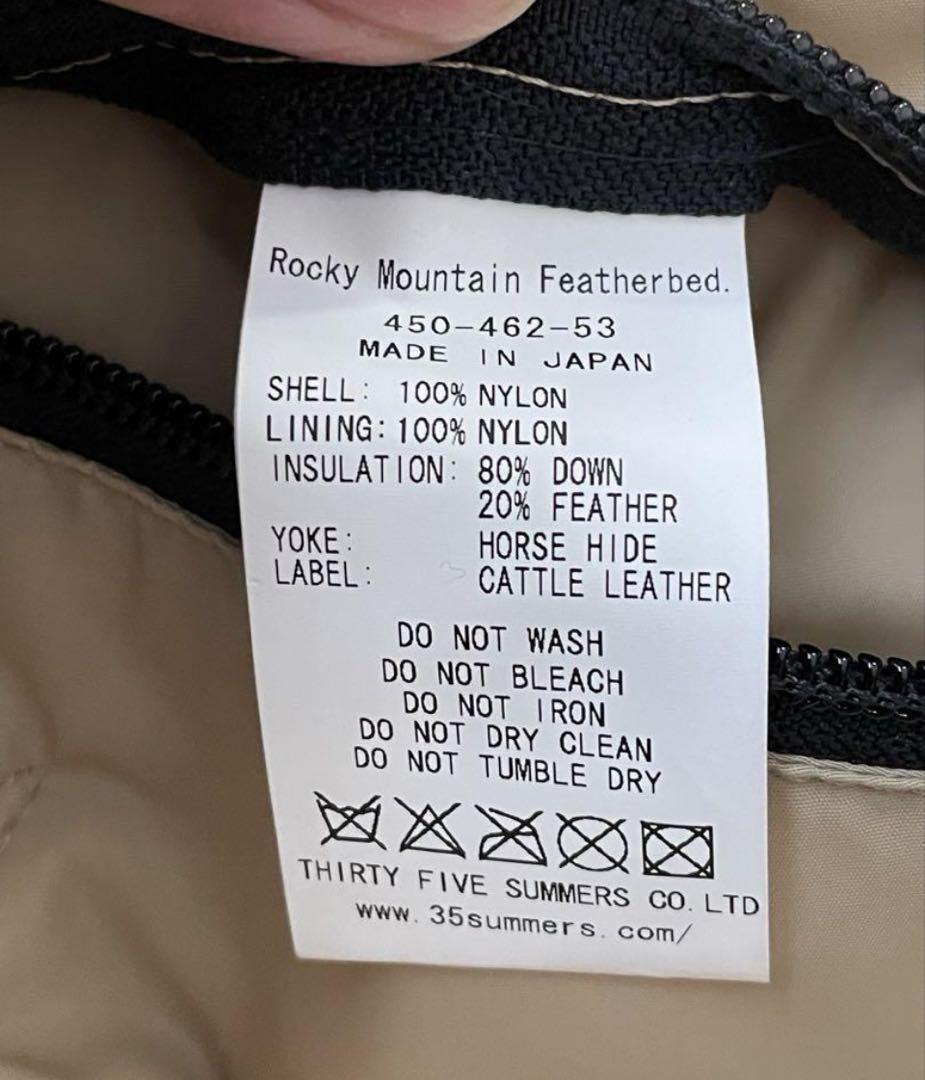 Rocky Mountain Featherbed.
450-462-53
MADE IN JAPAN
SHELL: 100% NYLON
LINING: 100% NYLON
INSULATION: 80% DOWN
20% FEATHER
YOKE: HORSE HIDE
LABEL: CATTLE LEATHER
DO NOT WASH
DO NOT BLEACH
DO NOT IRON
DO NOT DRY CLEAN
DO NOT TUMBLE DRY
THIRTY FIVE SUMMERS CO. LTD
www.35summers.com/